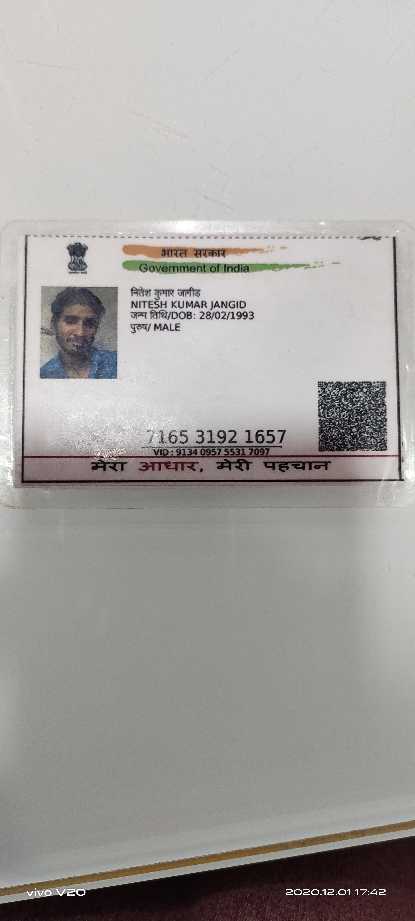 भारत सरकार
Government of India
नितेश कुमार जांगीड
NITESH KUMAR JANGID
जन्म तिथि/DOB: 28/02/1993
पुरुष/ MALE
7165 3192 1657
VID : 9134 0957 5531 7097
मेरा आधार, मेरी पहचान
vivo V20
2020.12.01 17:42